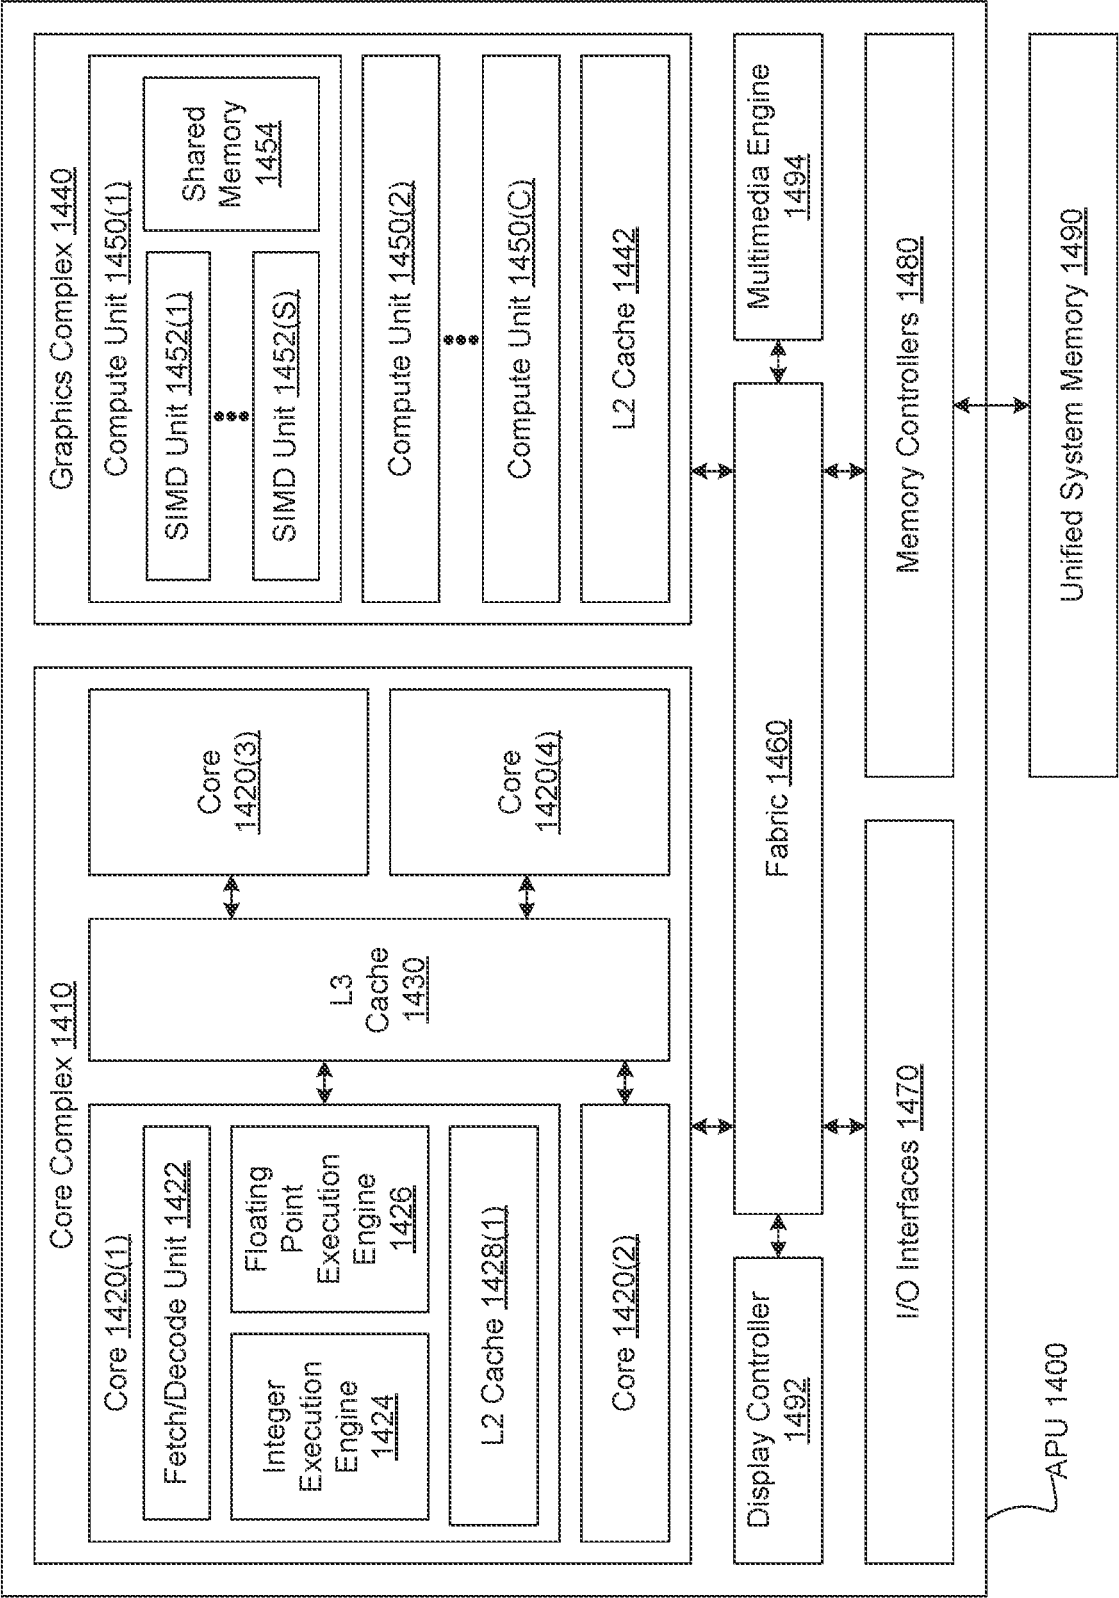 Core Complex 1410
Core 1420(1)
Fetch/Decode Unit 1422
Integer
Execution
Engine
1424
Floating
Point
Execution
Engine
1426
L2 Cache 1428(1)
Core 1420(2)
L3
Cache
1430
Core
1420(3)
Core
1420(4)
Graphics Complex 1440
Compute Unit 1450(1)
SIMD Unit 1452(1)
SIMD Unit 1452(S)
Shared
Memory
1454
Compute Unit 1450(2)
Compute Unit 1450(C)
L2 Cache 1442
Display Controller
1492
Fabric 1460
Multimedia Engine
1494
I/O Interfaces 1470
Memory Controllers 1480
APU 1400
Unified System Memory 1490